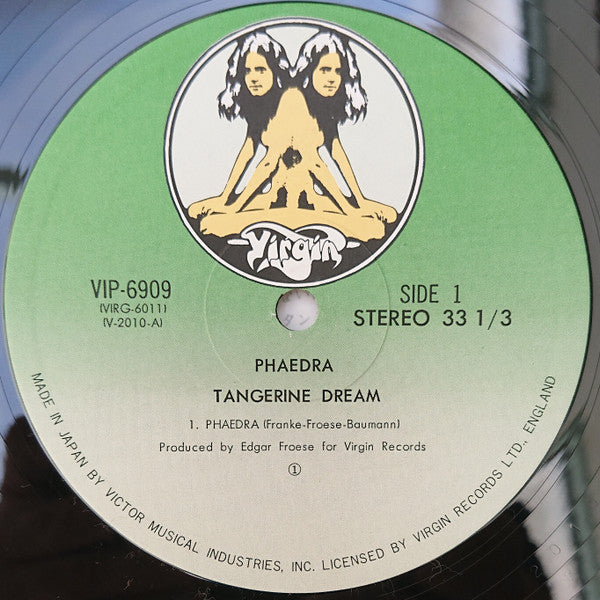 Virgin
VIP-6909
(VIRG-6011)
(V-2010-A)
SIDE 1
STEREO 33 1/3
PHAEDRA
TANGERINE DREAM
1. PHAEDRA (Franke-Froese-Baumann)
Produced by Edgar Froese for Virgin Records
①
MADE IN JAPAN BY VICTOR MUSICAL INDUSTRIES, INC. LICENSED BY VIRGIN RECORDS LTD., ENGLAND